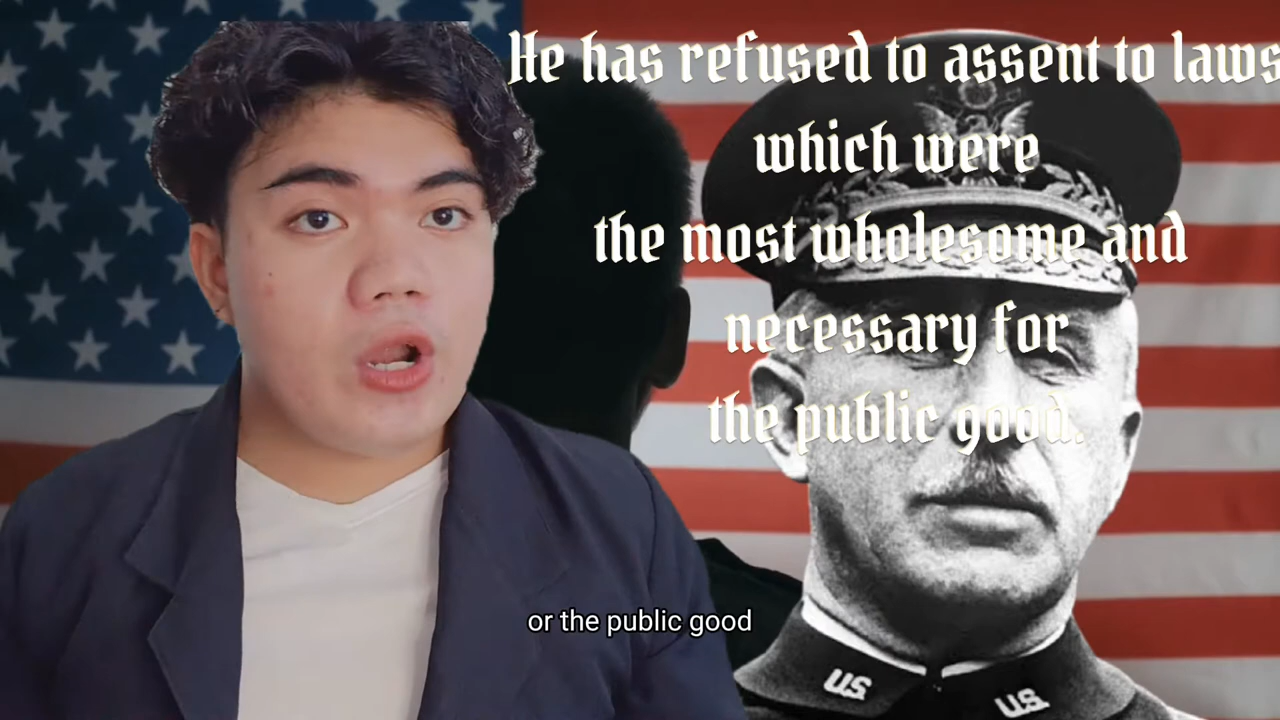 He has refused to assent to laws
which were
the most wholesome and
necessary for
the public good.
or the public good
U.S.
U.S.